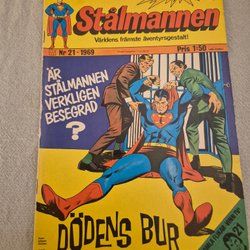 Stålmannen
Världens främste äventyrsgestalt!
Nr 21 - 1969
Pris 1:50
ÄR
STÅLMANNEN
VERKLIGEN
BESEGRAD
?
DÖDENS BUR